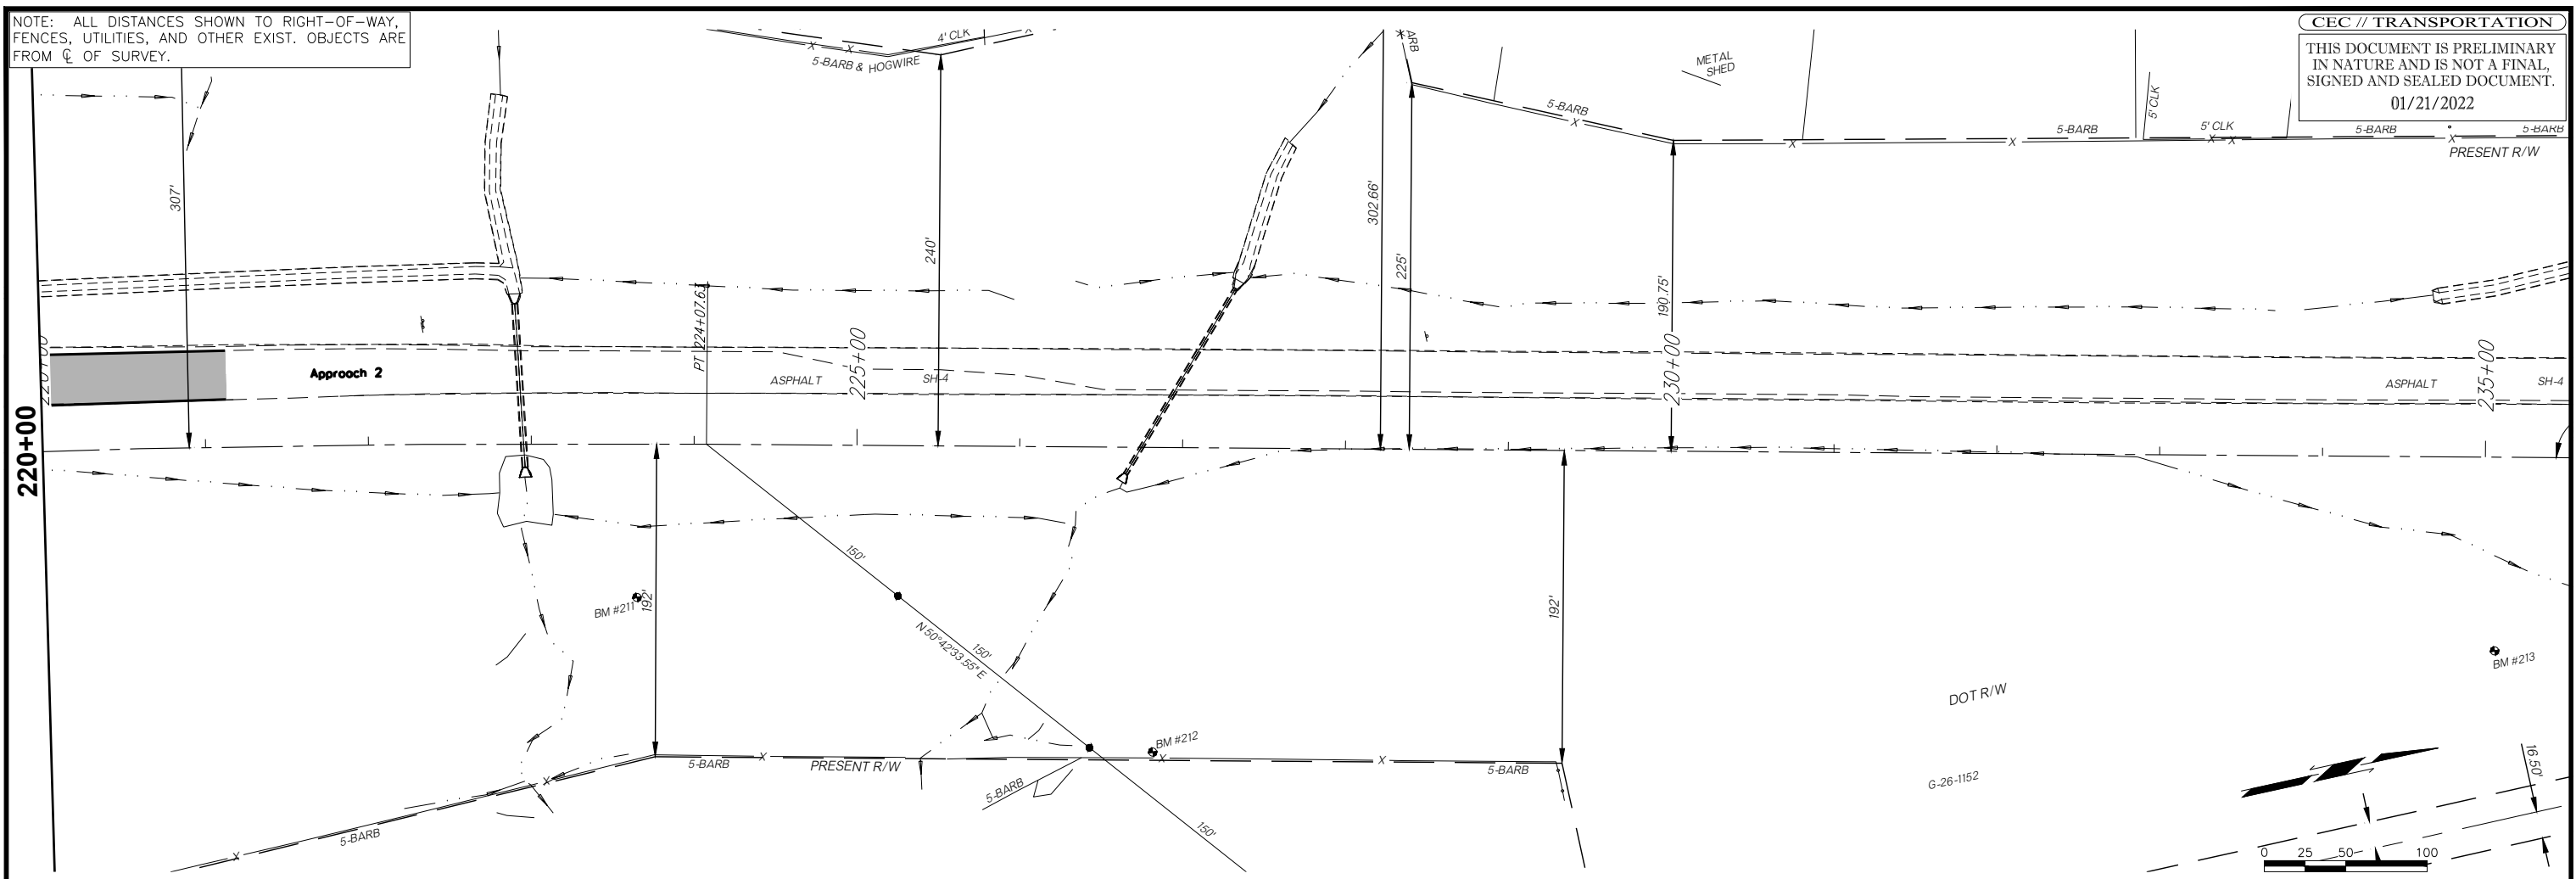 NOTE: ALL DISTANCES SHOWN TO RIGHT-OF-WAY,
FENCES, UTILITIES, AND OTHER EXIST. OBJECTS ARE
FROM ℄ OF SURVEY.
CEC // TRANSPORTATION
THIS DOCUMENT IS PRELIMINARY
IN NATURE AND IS NOT A FINAL,
SIGNED AND SEALED DOCUMENT.
01/21/2022
4' CLK
5-BARB & HOGWIRE
ARB
METAL
SHED
5-BARB
5' CLK
5-BARB
5' CLK
5-BARB
5-BARB
PRESENT R/W
307'
240'
302.66'
225'
190.75'
PT 224+07.63
220+00
225+00
230+00
235+00
Approach 2
ASPHALT
SH-4
ASPHALT
SH-4
220+00
150'
BM #211
192'
N 50°42'33.55" E
150'
192'
BM #213
DOT R/W
BM #212
5-BARB
PRESENT R/W
5-BARB
5-BARB
G-26-1152
16.50'
5-BARB
150'
0 25 50 100